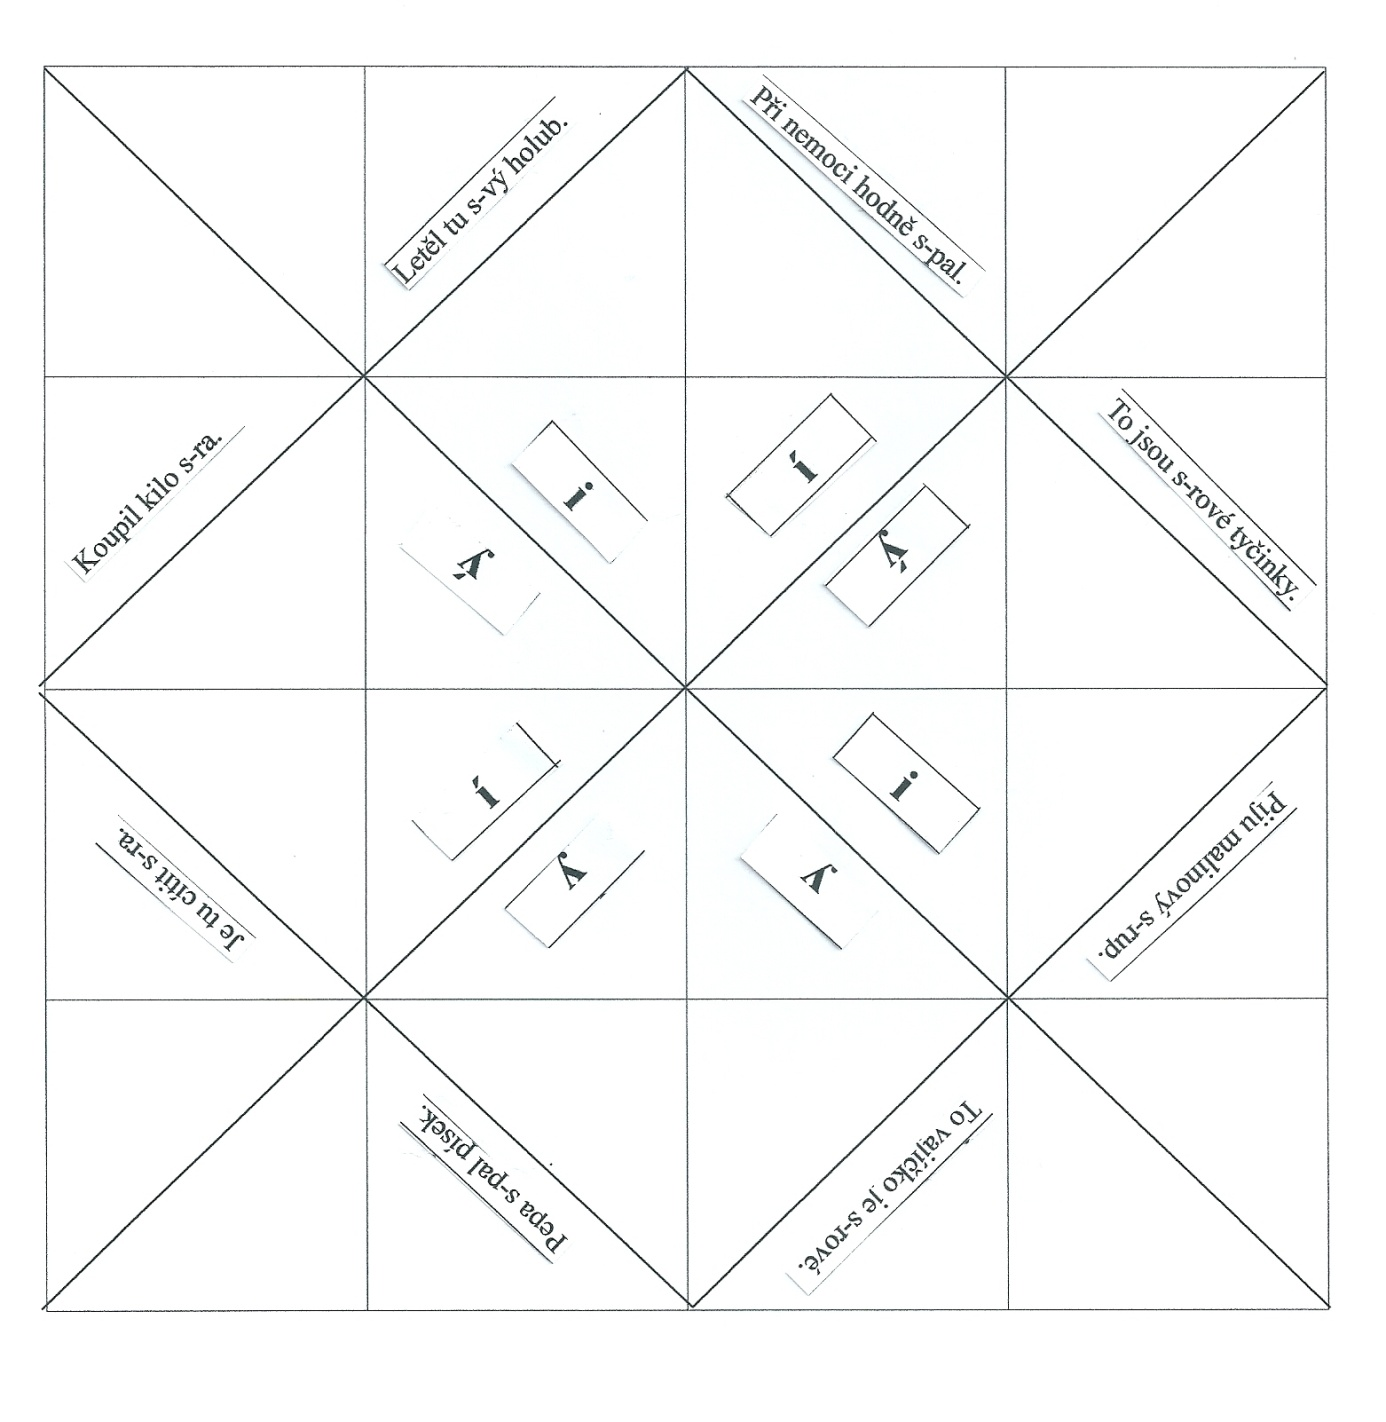 Letěl tu s-vý holub.
Při nemoci hodně s-pal.
Koupil kilo s-ra.
To jsou s-rové tyčinky.
i
í
ý
ý
í
i
y
y
Je tu cítit s-ra.
Piju malinový s-rup.
Pepa s-pal písek.
To vajíčko je s-rové.